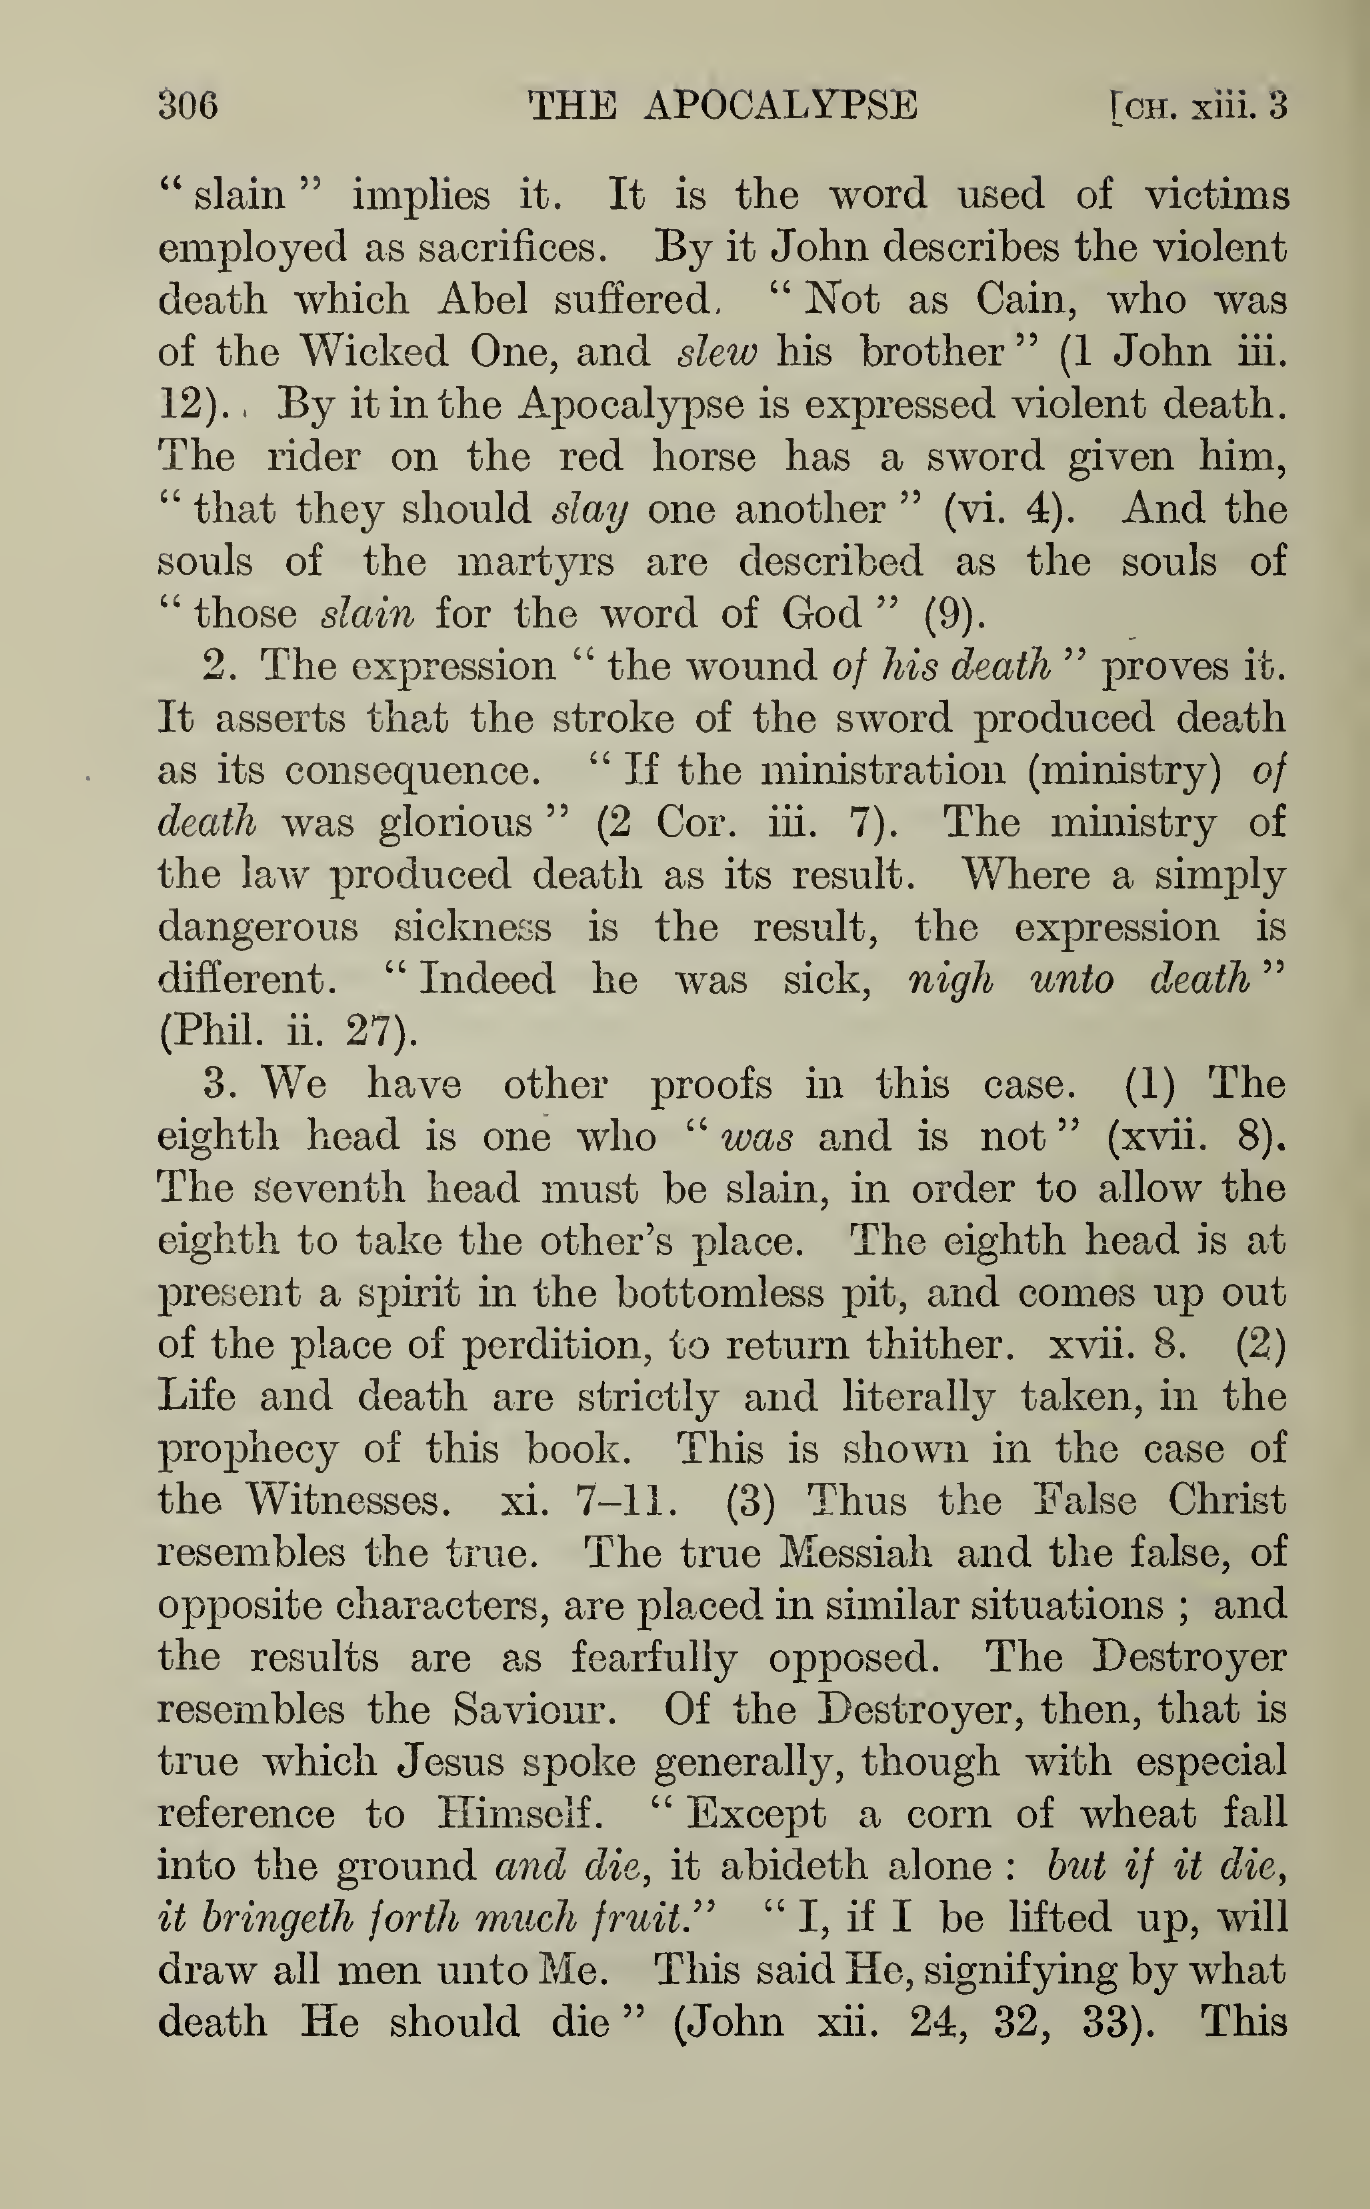 306 THE APOCALYPSE [CH. xiii. 3
“ slain ” implies it. It is the word used of victims
employed as sacrifices. By it John describes the violent
death which Abel suffered. “ Not as Cain, who was
of the Wicked One, and slew his brother ” (1 John iii.
12). By it in the Apocalypse is expressed violent death.
The rider on the red horse has a sword given him,
“ that they should slay one another ” (vi. 4). And the
souls of the martyrs are described as the souls of
“ those slain for the word of God ” (9).
2. The expression “ the wound of his death ” proves it.
It asserts that the stroke of the sword produced death
as its consequence. “ If the ministration (ministry) of
death was glorious ” (2 Cor. iii. 7). The ministry of
the law produced death as its result. Where a simply
dangerous sickness is the result, the expression is
different. “ Indeed he was sick, nigh unto death ”
(Phil. ii. 27).
3. We have other proofs in this case. (1) The
eighth head is one who “ was and is not ” (xvii. 8).
The seventh head must be slain, in order to allow the
eighth to take the other’s place. The eighth head is at
present a spirit in the bottomless pit, and comes up out
of the place of perdition, to return thither. xvii. 8. (2)
Life and death are strictly and literally taken, in the
prophecy of this book. This is shown in the case of
the Witnesses. xi. 7–11. (3) Thus the False Christ
resembles the true. The true Messiah and the false, of
opposite characters, are placed in similar situations ; and
the results are as fearfully opposed. The Destroyer
resembles the Saviour. Of the Destroyer, then, that is
true which Jesus spoke generally, though with especial
reference to Himself. “ Except a corn of wheat fall
into the ground and die, it abideth alone : but if it die,
it bringeth forth much fruit.” “ I, if I be lifted up, will
draw all men unto Me. This said He, signifying by what
death He should die ” (John xii. 24, 32, 33). This